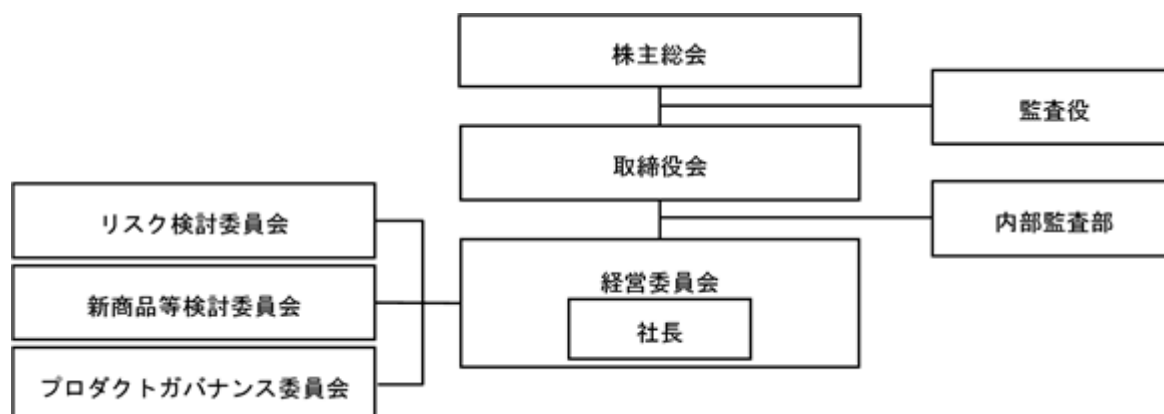 株主総会
監査役
取締役会
内部監査部
リスク検討委員会
新商品等検討委員会
プロダクトガバナンス委員会
経営委員会
社長